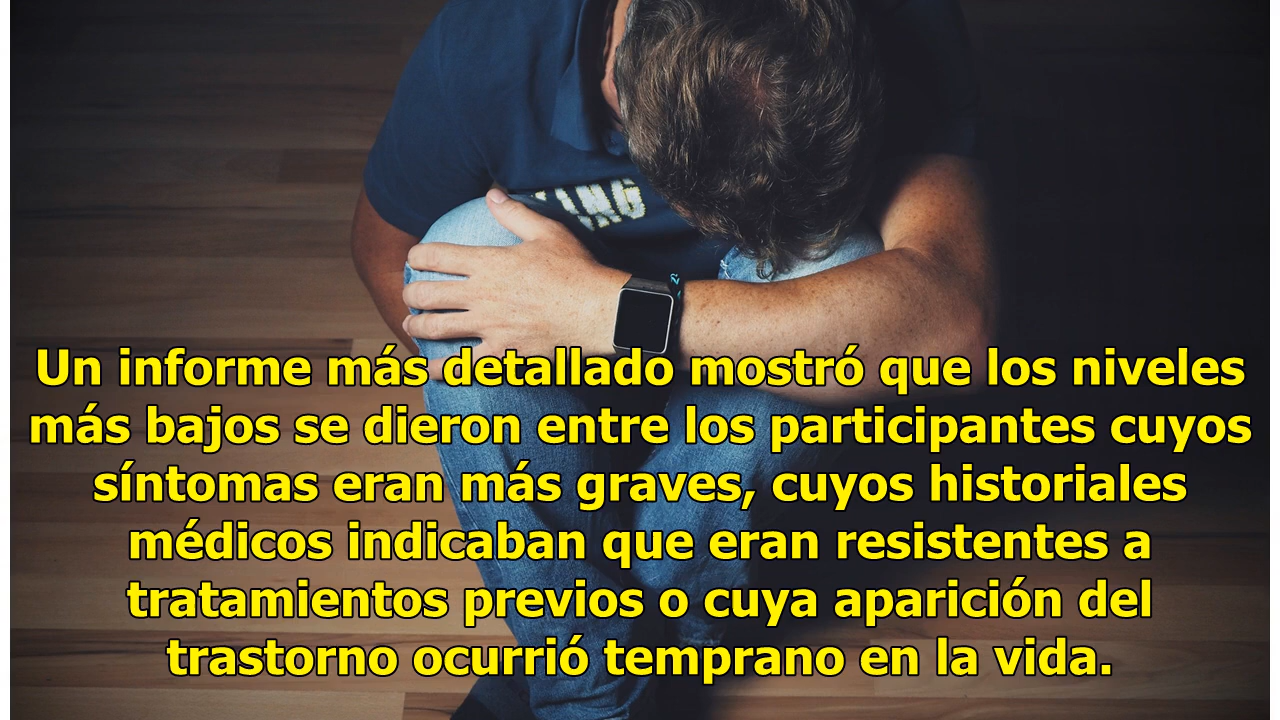 ING
Un informe más detallado mostró que los niveles
más bajos se dieron entre los participantes cuyos
síntomas eran más graves, cuyos historiales
médicos indicaban que eran resistentes a
tratamientos previos o cuya aparición del
trastorno ocurrió temprano en la vida.